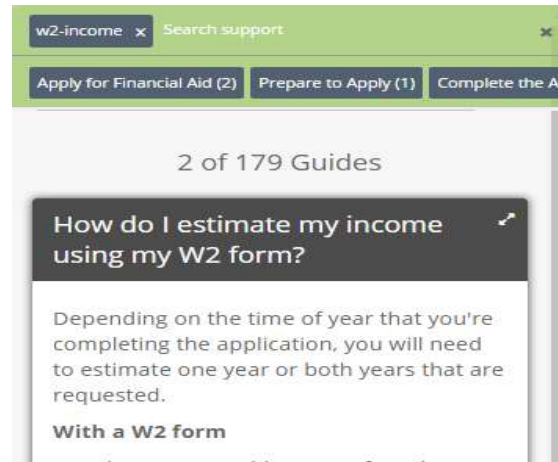 w2-income x Search support x
Apply for Financial Aid (2) Prepare to Apply (1) Complete the A
2 of 179 Guides
How do I estimate my income
using my W2 form?
Depending on the time of year that you're
completing the application, you will need
to estimate one year or both years that are
requested.
With a W2 form